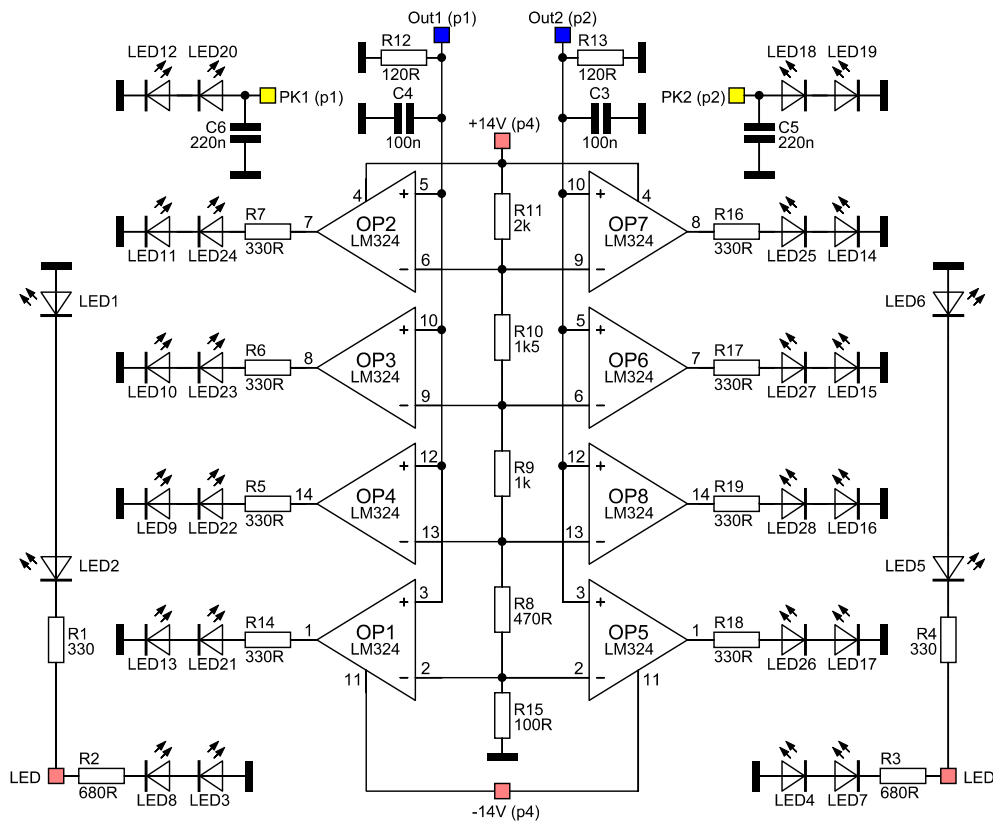 Out1 (p1)
Out2 (p2)
R12
120R
R13
120R
LED12
LED20
LED18
LED19
PK1 (p1)
PK2 (p2)
C4
100n
C3
100n
C6
220n
C5
220n
+14V (p4)
4
5
+
10
+
4
OP2
LM324
R11
2k
OP7
LM324
R7
330R
7
8
R16
330R
LED11
LED24
LED25
LED14
6
−
9
−
LED1
LED6
10
+
5
+
OP3
LM324
R10
1k5
OP6
LM324
R6
330R
8
7
R17
330R
LED10
LED23
LED27
LED15
9
−
6
−
12
+
12
+
OP4
LM324
R9
1k
OP8
LM324
R5
330R
14
14
R19
330R
LED9
LED22
LED28
LED16
13
−
13
−
LED2
LED5
3
+
3
+
OP1
LM324
R8
470R
OP5
LM324
R1
330
R14
330R
1
1
R18
330R
R4
330
LED13
LED21
LED26
LED17
11
2
−
2
−
11
R15
100R
LED
R2
680R
LED8
LED3
LED4
LED7
R3
680R
LED
-14V (p4)